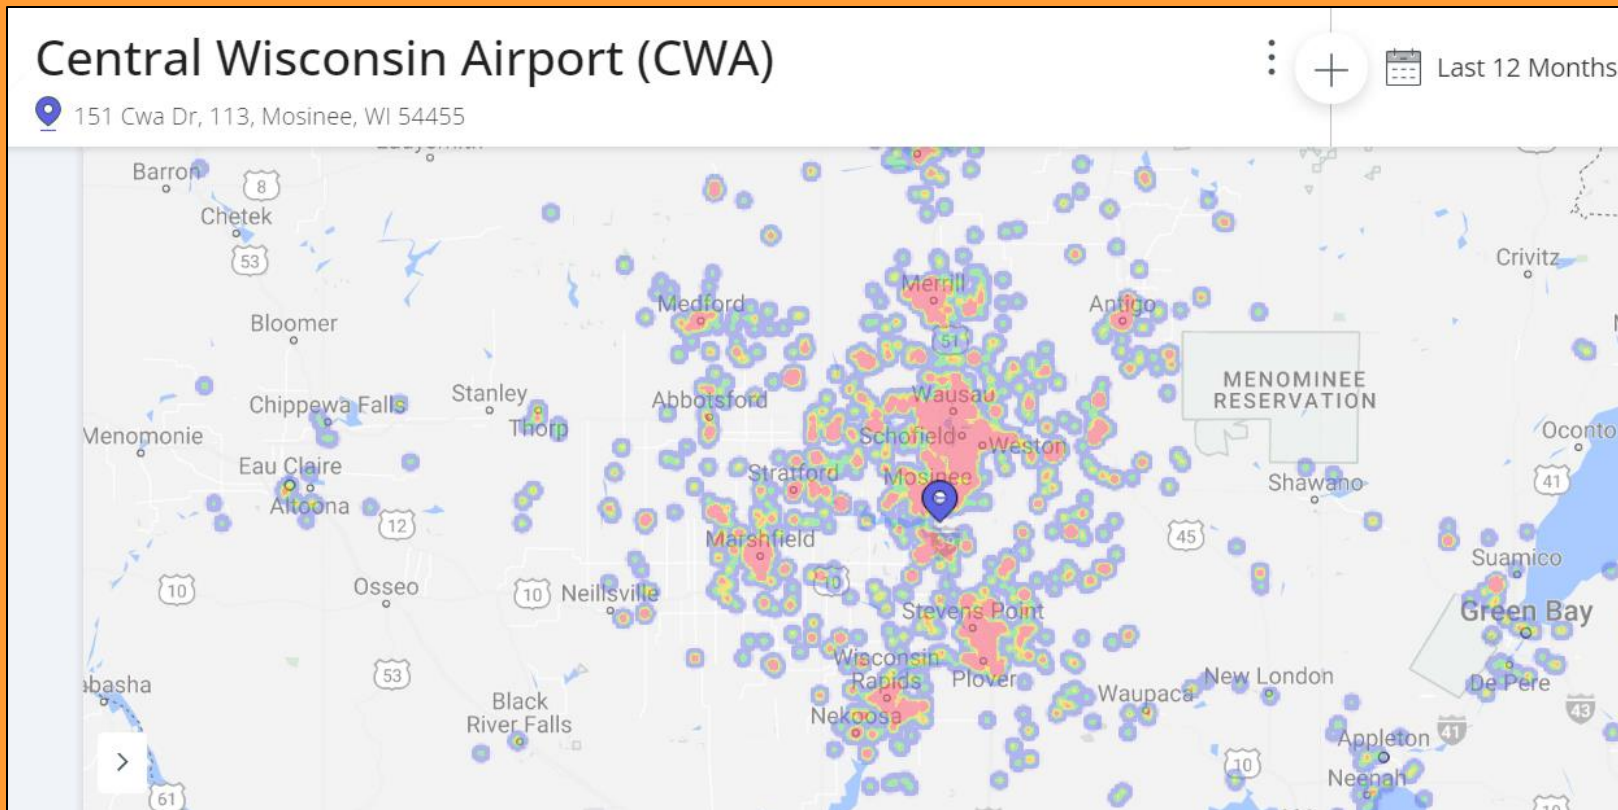 Central Wisconsin Airport (CWA)
Last 12 Months
151 Cwa Dr, 113, Mosinee, WI 54455
Barron
8
Chetek
53
Crivitz
Merrill
Medford
Antigo
Bloomer
51
MENOMINEE
RESERVATION
Stanley
Abbotsford
Wausau
Chippewa Falls
Thorp
Menomonie
Schofield
Weston
Oconto
Eau Claire
Stratford
Mosinee
Shawano
41
Altoona
12
45
Marshfield
Suamico
10
Osseo
10
Neillsville
10
Stevens Point
Green Bay
Wisconsin
Rapids
Plover
53
New London
De Pere
abasha
Waupaca
Black
River Falls
Nekoosa
43
41
Appleton
10
Neenah
61